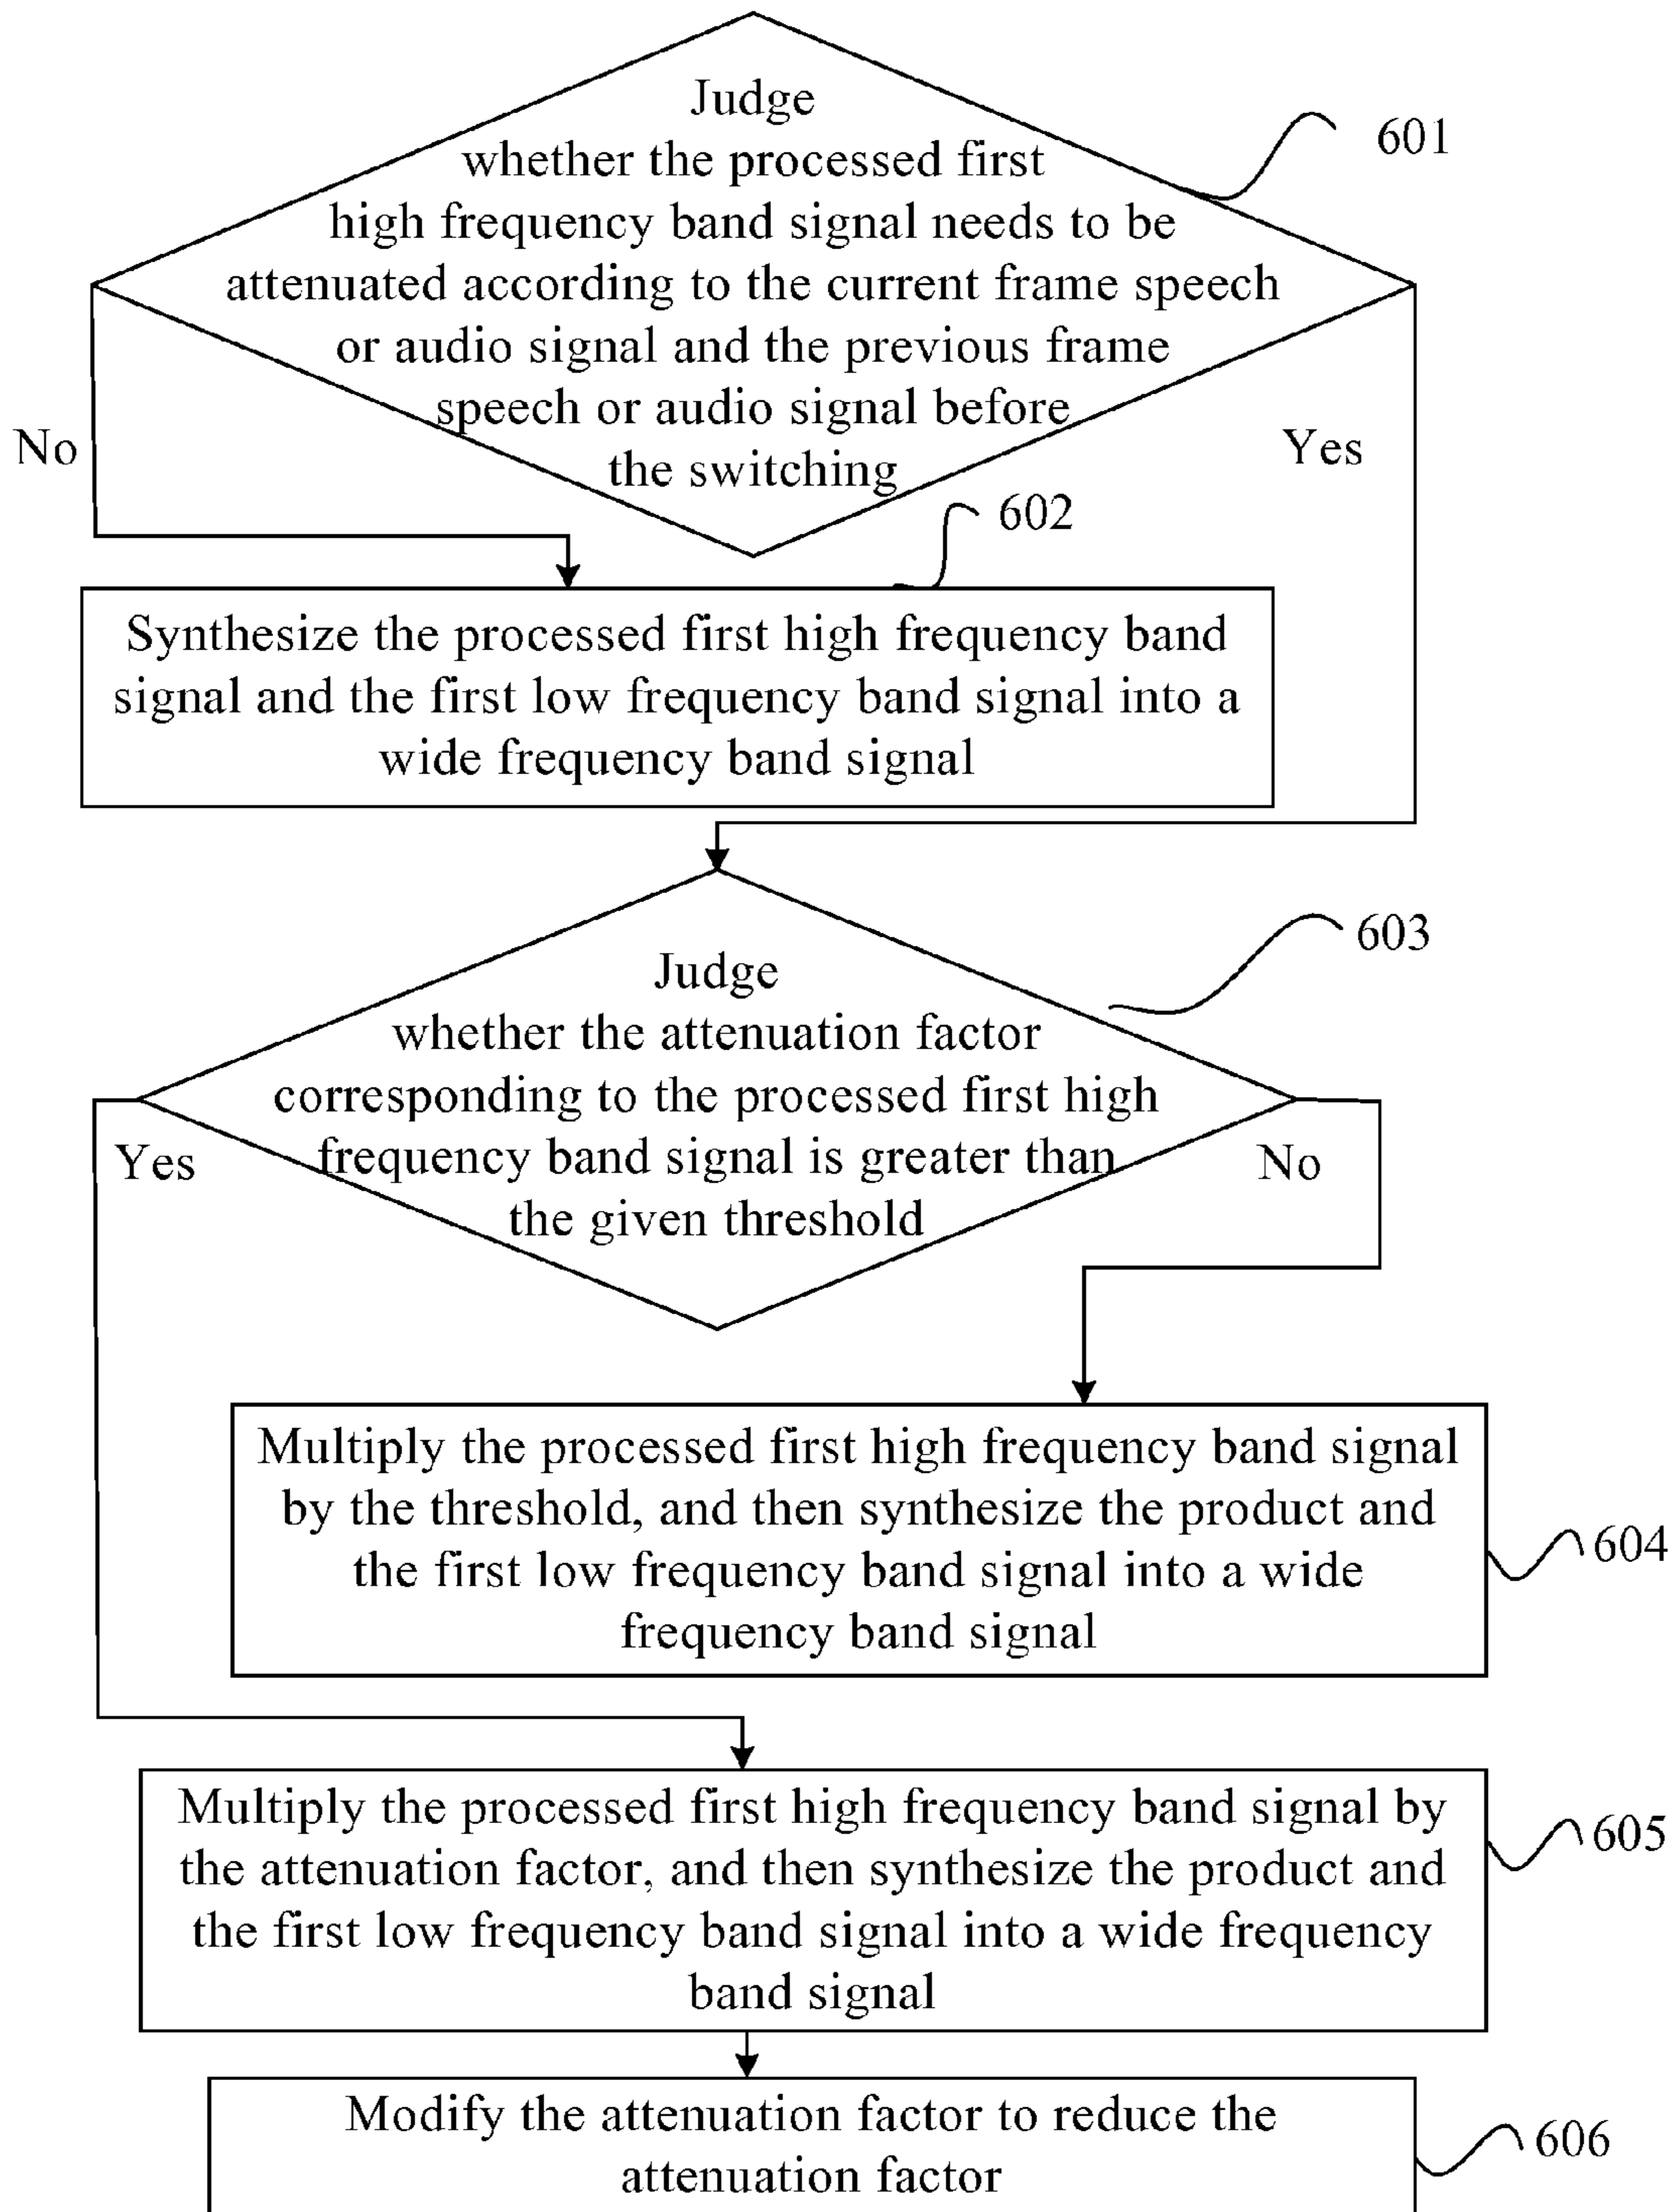 Judge
whether the processed first
high frequency band signal needs to be
attenuated according to the current frame speech
or audio signal and the previous frame
speech or audio signal before
the switching
601
No
Yes
602
Synthesize the processed first high frequency band
signal and the first low frequency band signal into a
wide frequency band signal
603
Judge
whether the attenuation factor
corresponding to the processed first high
frequency band signal is greater than
the given threshold
Yes
No
Multiply the processed first high frequency band signal
by the threshold, and then synthesize the product and
the first low frequency band signal into a wide
frequency band signal
604
Multiply the processed first high frequency band signal by
the attenuation factor, and then synthesize the product and
the first low frequency band signal into a wide frequency
band signal
605
Modify the attenuation factor to reduce the
attenuation factor
606